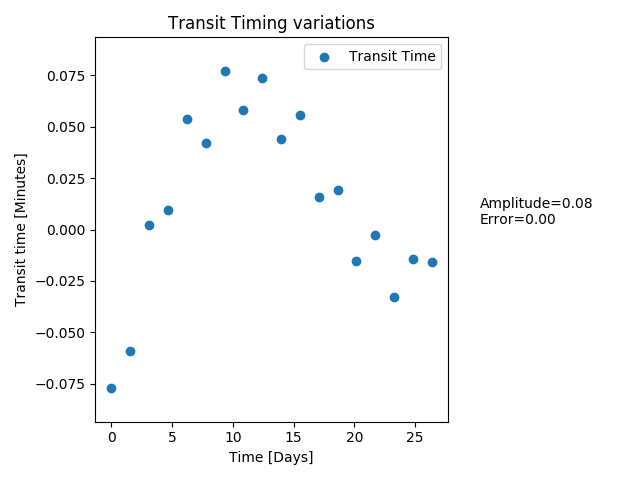 Transit Timing variations
Transit Time
0.075
0.050
0.025
0.000
−0.025
−0.050
−0.075
Transit time [Minutes]
0
5
10
15
20
25
Time [Days]
Amplitude=0.08
Error=0.00